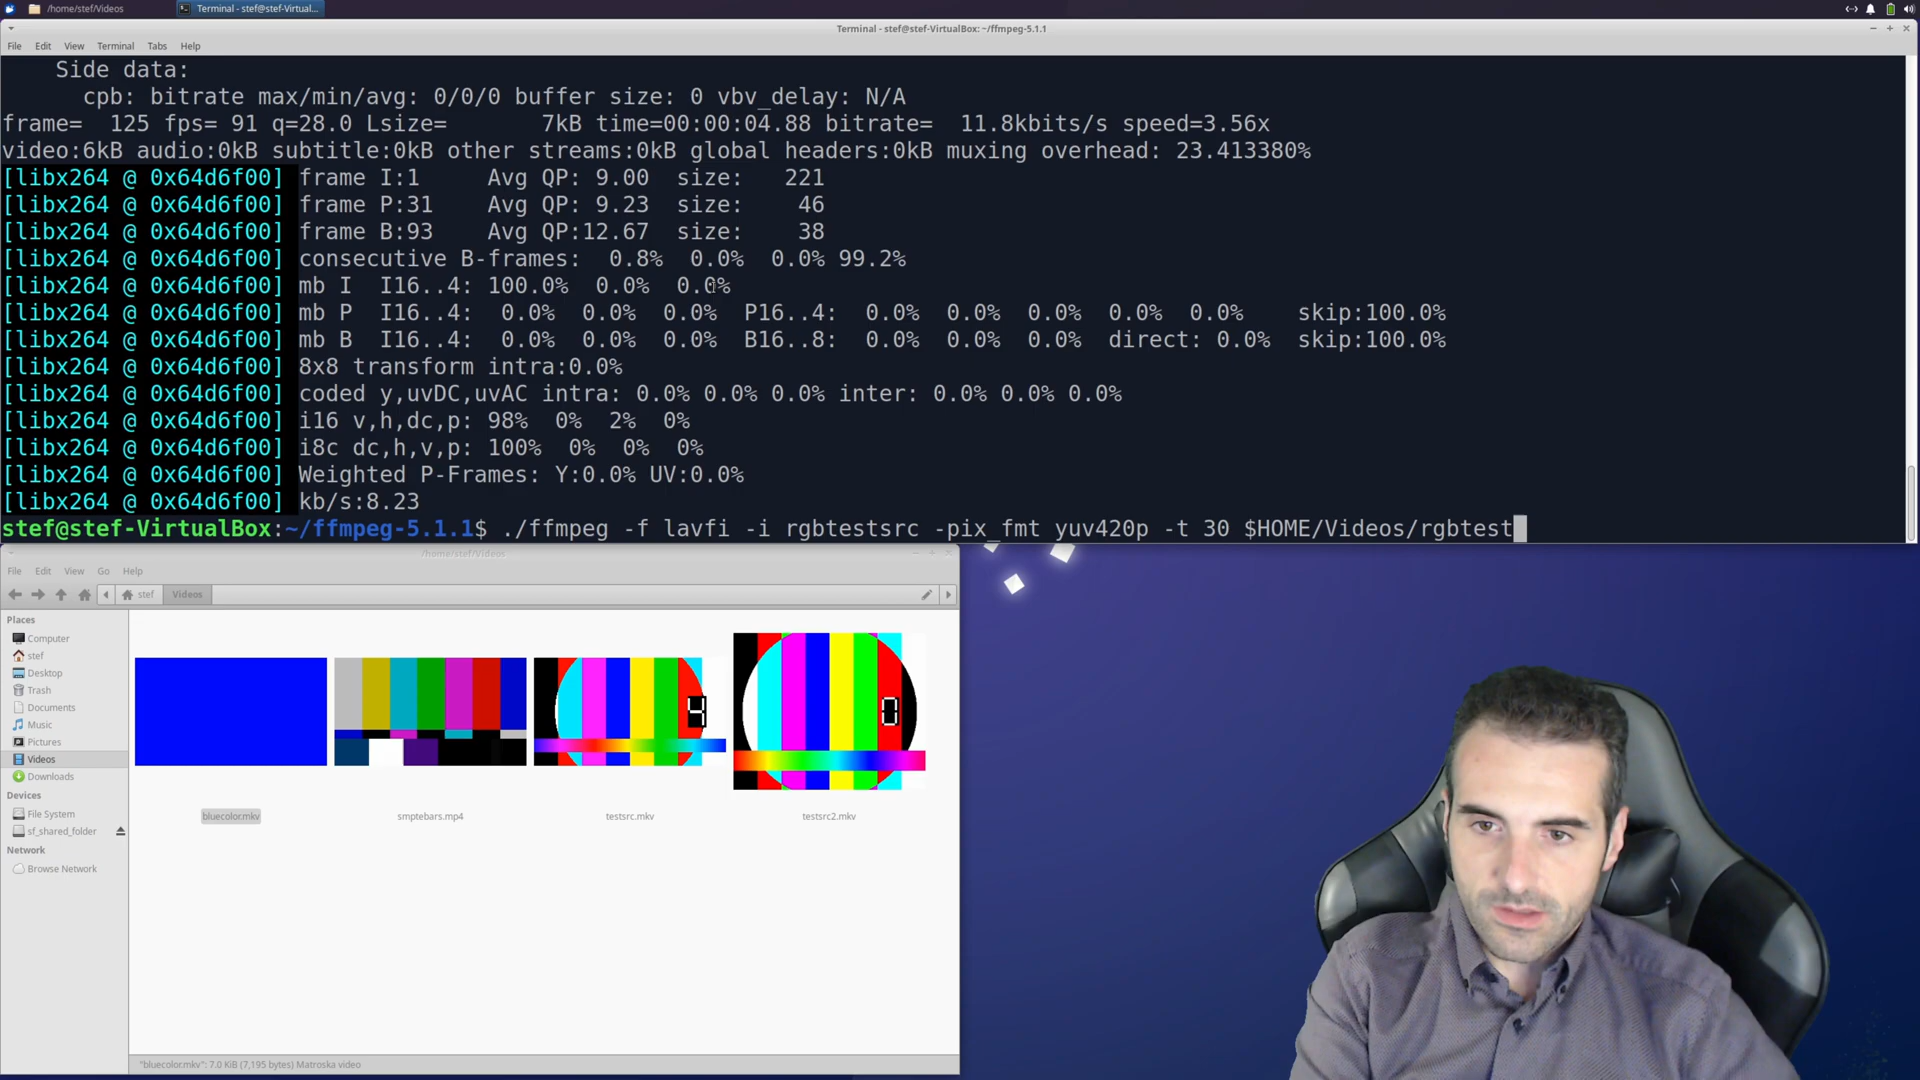 /home/stef/Videos
Terminal - stef@stef-Virtual...
Terminal - stef@stef-VirtualBox: ~/ffmpeg-5.1.1
File Edit View Terminal Tabs Help
Side data:
cpb: bitrate max/min/avg: 0/0/0 buffer size: 0 vbv_delay: N/A
frame=  125 fps= 91 q=28.0 Lsize=       7kB time=00:00:04.88 bitrate=  11.8kbits/s speed=3.56x
video:6kB audio:0kB subtitle:0kB other streams:0kB global headers:0kB muxing overhead: 23.413380%
[libx264 @ 0x64d6f00] frame I:1     Avg QP: 9.00  size:   221
[libx264 @ 0x64d6f00] frame P:31    Avg QP: 9.23  size:    46
[libx264 @ 0x64d6f00] frame B:93    Avg QP:12.67  size:    38
[libx264 @ 0x64d6f00] consecutive B-frames:  0.8%  0.0%  0.0% 99.2%
[libx264 @ 0x64d6f00] mb I  I16..4: 100.0%  0.0%  0.0%
[libx264 @ 0x64d6f00] mb P  I16..4:  0.0%  0.0%  0.0%  P16..4:  0.0%  0.0%  0.0%  0.0%  0.0%    skip:100.0%
[libx264 @ 0x64d6f00] mb B  I16..4:  0.0%  0.0%  0.0%  B16..8:  0.0%  0.0%  0.0%  direct: 0.0%  skip:100.0%
[libx264 @ 0x64d6f00] 8x8 transform intra:0.0%
[libx264 @ 0x64d6f00] coded y,uvDC,uvAC intra: 0.0% 0.0% 0.0% inter: 0.0% 0.0% 0.0%
[libx264 @ 0x64d6f00] i16 v,h,dc,p: 98%  0%  2%  0%
[libx264 @ 0x64d6f00] i8c dc,h,v,p: 100%  0%  0%  0%
[libx264 @ 0x64d6f00] Weighted P-Frames: Y:0.0% UV:0.0%
[libx264 @ 0x64d6f00] kb/s:8.23
stef@stef-VirtualBox:~/ffmpeg-5.1.1$ ./ffmpeg -f lavfi -i rgbtestsrc -pix_fmt yuv420p -t 30 $HOME/Videos/rgbtest
/home/stef/Videos
File Edit View Go Help
stef Videos
Places
Computer
stef
Desktop
Trash
Documents
Music
Pictures
Videos
Downloads
Devices
File System
sf_shared_folder
Network
Browse Network
4
0
bluecolor.mkv
smptebars.mp4
testsrc.mkv
testsrc2.mkv
"bluecolor.mkv": 7.0 KiB (7,195 bytes) Matroska video